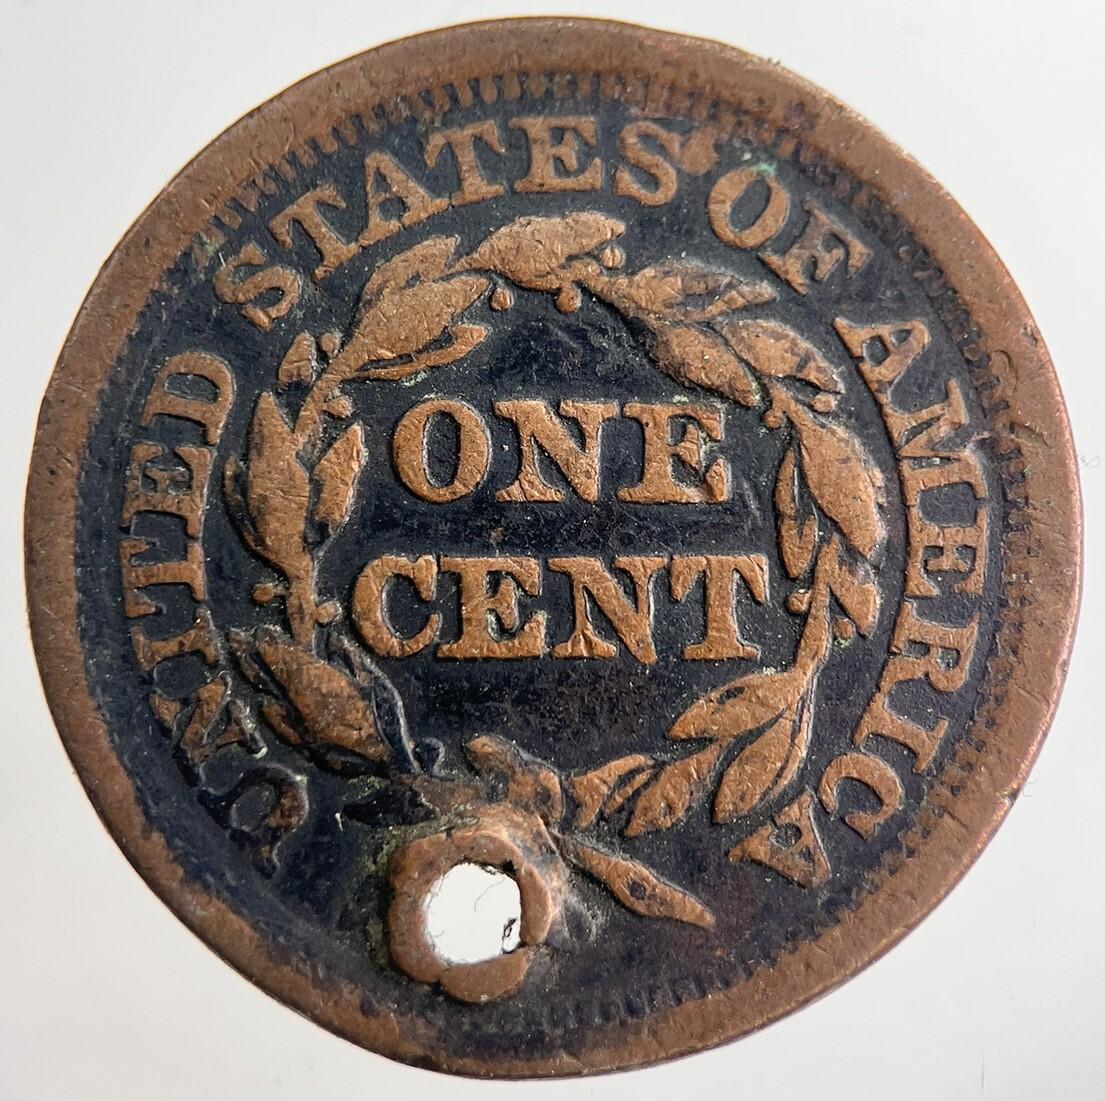 UNITED STATES OF AMERICA
ONE
CENT